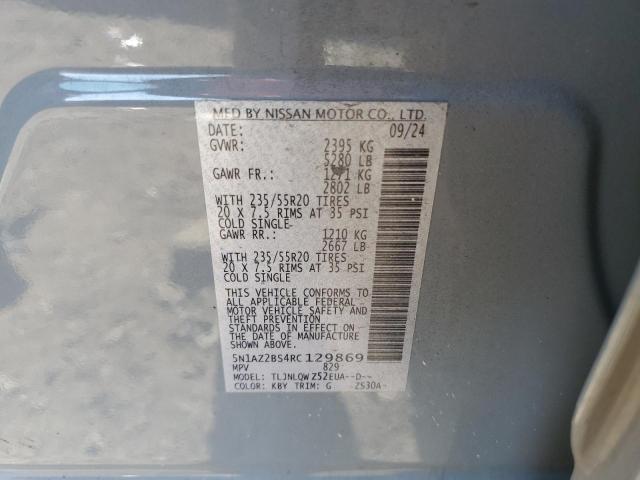 MFD BY NISSAN MOTOR CO., LTD.
DATE: 09/24
GVWR: 2395 KG
5280 LB
GAWR FR.: 1271 KG
2802 LB
WITH 235/55R20 TIRES
20 X 7.5 RIMS AT 35 PSI
COLD SINGLE
GAWR RR.: 1210 KG
2667 LB
WITH 235/55R20 TIRES
20 X 7.5 RIMS AT 35 PSI
COLD SINGLE
THIS VEHICLE CONFORMS TO
ALL APPLICABLE FEDERAL
MOTOR VEHICLE SAFETY AND
THEFT PREVENTION
STANDARDS IN EFFECT ON
THE DATE OF MANUFACTURE
SHOWN ABOVE.
5N1AZ2BS4RC129869
MPV 829
MODEL: TLJNLQWZ52EUA--D--
COLOR: KBY TRIM: G ZS30A-